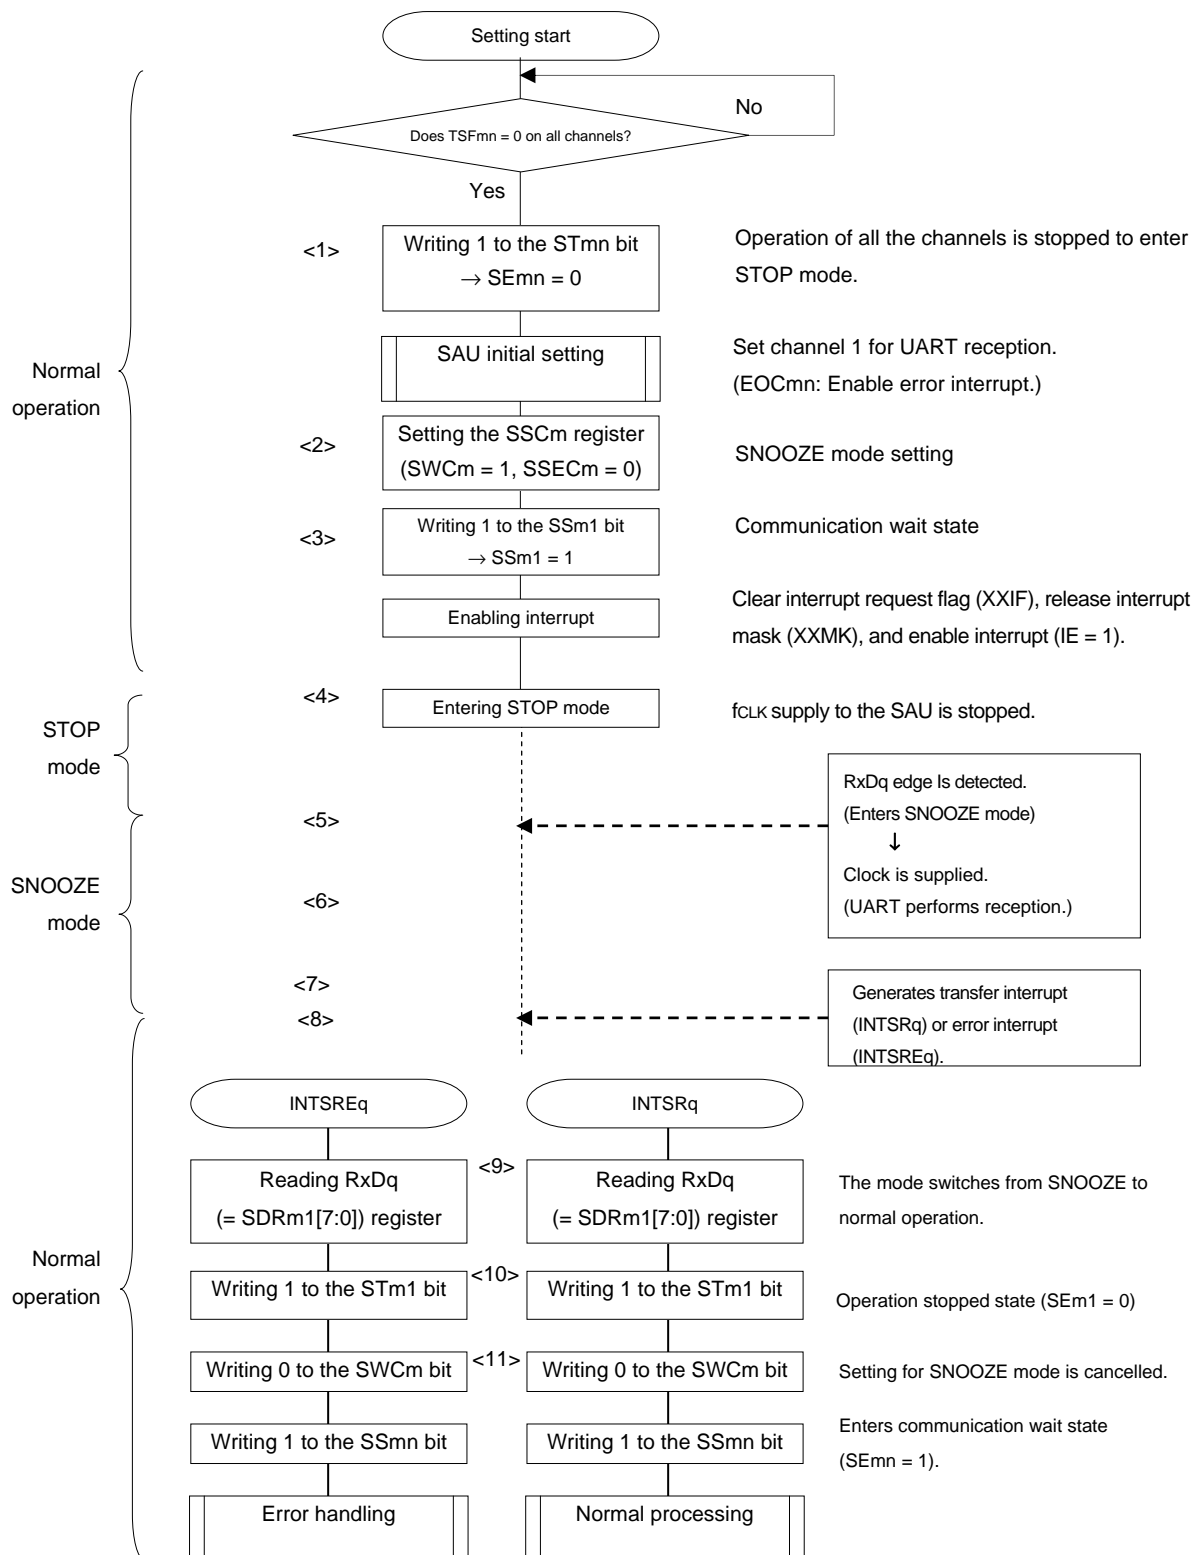 Setting start
No
Does TSFmn = 0 on all channels?
Yes
<1>
Writing 1 to the STmn bit
→ SEmn = 0
Operation of all the channels is stopped to enter
STOP mode.
SAU initial setting
Set channel 1 for UART reception.
(EOCmn: Enable error interrupt.)
Normal
operation
<2>
Setting the SSCm register
(SWCm = 1, SSECm = 0)
SNOOZE mode setting
<3>
Writing 1 to the SSm1 bit
→ SSm1 = 1
Communication wait state
Enabling interrupt
Clear interrupt request flag (XXIF), release interrupt
mask (XXMK), and enable interrupt (IE = 1).
<4>
Entering STOP mode
fCLK supply to the SAU is stopped.
STOP
mode
RxDq edge Is detected.
(Enters SNOOZE mode)
↓
Clock is supplied.
(UART performs reception.)
<5>
SNOOZE
mode
<6>
<7>
<8>
Generates transfer interrupt
(INTSRq) or error interrupt
(INTSREq).
INTSREq
INTSRq
Reading RxDq
(= SDRm1[7:0]) register
<9>
Reading RxDq
(= SDRm1[7:0]) register
The mode switches from SNOOZE to
normal operation.
Normal
operation
Writing 1 to the STm1 bit
<10>
Writing 1 to the STm1 bit
Operation stopped state (SEm1 = 0)
Writing 0 to the SWCm bit
<11>
Writing 0 to the SWCm bit
Setting for SNOOZE mode is cancelled.
Writing 1 to the SSmn bit
Writing 1 to the SSmn bit
Enters communication wait state
(SEmn = 1).
Error handling
Normal processing